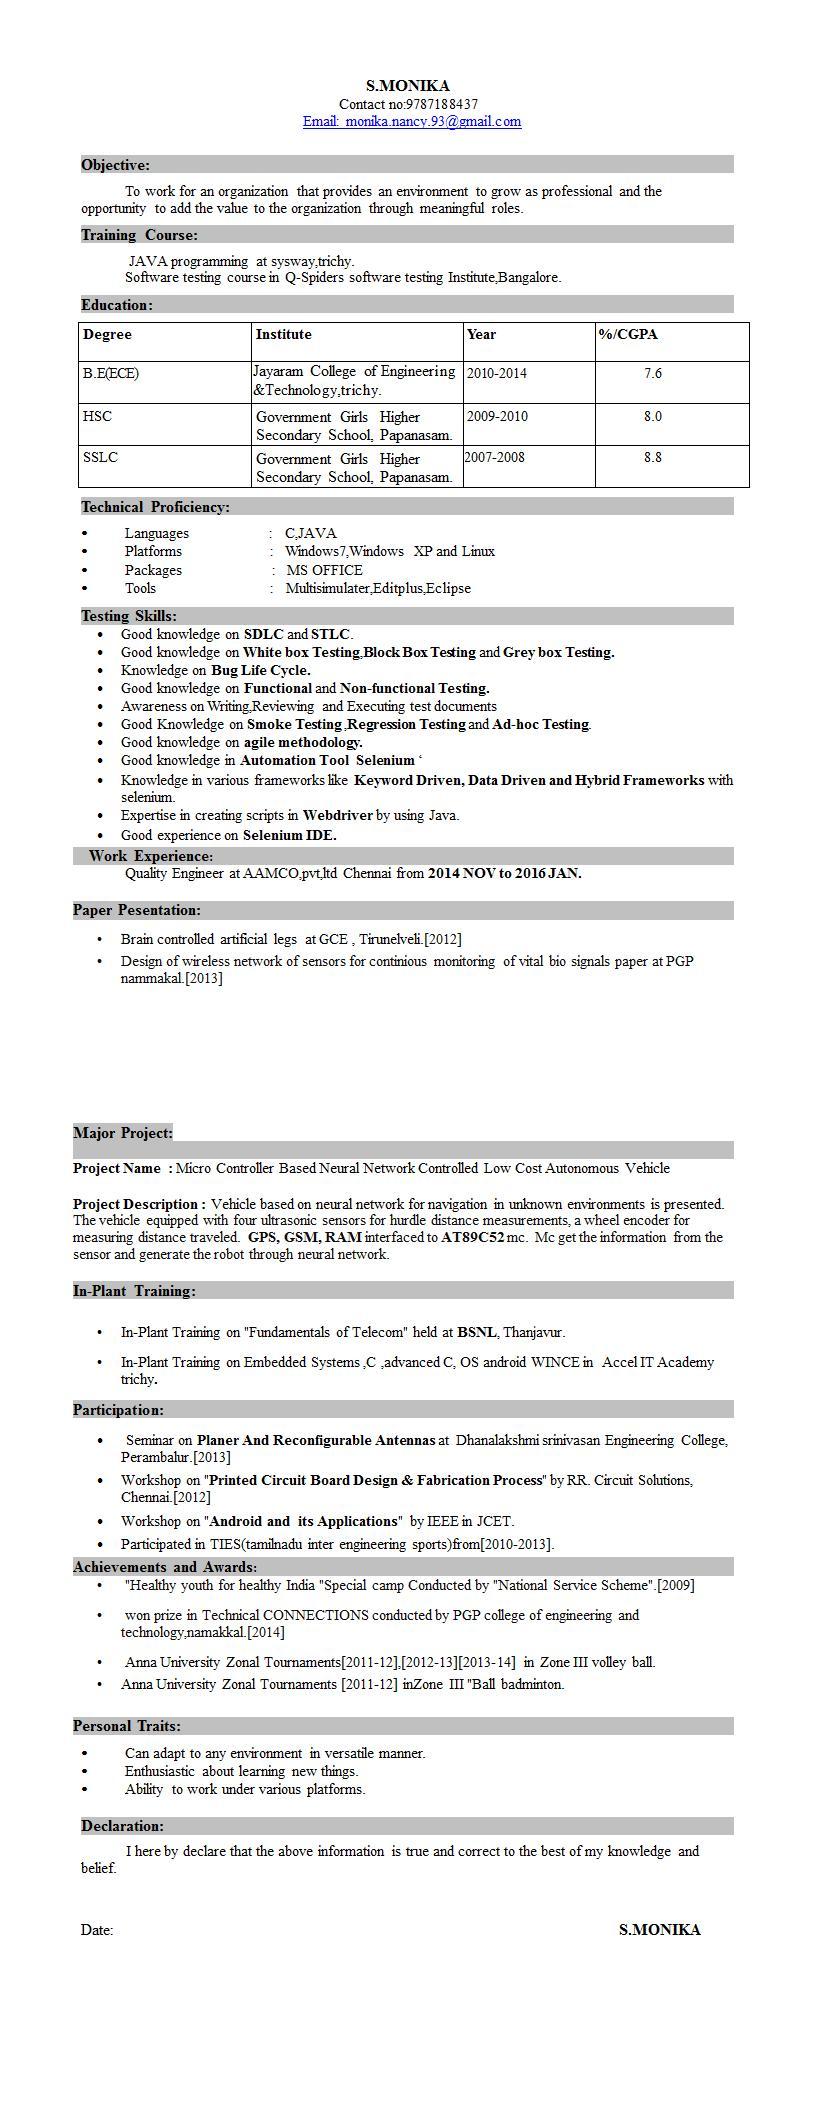 S.MONIKA
Contact no:9787188437
Email: monika.nancy.93@gmail.com
Objective:
To work for an organization that provides an environment to grow as professional and the
opportunity to add the value to the organization through meaningful roles.
Training Course:
JAVA programming at sysway,trichy.
Software testing course in Q-Spiders software testing Institute,Bangalore.
Education:
Degree Institute Year %/CGPA
B.E(ECE) Jayaram College of Engineering 2010-2014 7.6
&Technology,trichy.
HSC Government Girls Higher 2009-2010 8.0
Secondary School, Papanasam.
SSLC Government Girls Higher 2007-2008 8.8
Secondary School, Papanasam.
Technical Proficiency:
• Languages : C,JAVA
• Platforms : Windows7,Windows XP and Linux
• Packages : MS OFFICE
• Tools : Multisimulater,Editplus,Eclipse
Testing Skills:
• Good knowledge on SDLC and STLC.
• Good knowledge on White box Testing,Block Box Testing and Grey box Testing.
• Knowledge on Bug Life Cycle.
• Good knowledge on Functional and Non-functional Testing.
• Awareness on Writing,Reviewing and Executing test documents
• Good Knowledge on Smoke Testing ,Regression Testing and Ad-hoc Testing.
• Good knowledge on agile methodology.
• Good knowledge in Automation Tool Selenium ‘
• Knowledge in various frameworks like Keyword Driven, Data Driven and Hybrid Frameworks with
selenium.
• Expertise in creating scripts in Webdriver by using Java.
• Good experience on Selenium IDE.
Work Experience:
Quality Engineer at AAMCO,pvt,ltd Chennai from 2014 NOV to 2016 JAN.
Paper Pesentation:
• Brain controlled artificial legs at GCE , Tirunelveli.[2012]
• Design of wireless network of sensors for continious monitoring of vital bio signals paper at PGP
nammakal.[2013]
Major Project:
Project Name : Micro Controller Based Neural Network Controlled Low Cost Autonomous Vehicle
Project Description : Vehicle based on neural network for navigation in unknown environments is presented.
The vehicle equipped with four ultrasonic sensors for hurdle distance measurements, a wheel encoder for
measuring distance traveled. GPS, GSM, RAM interfaced to AT89C52 mc. Mc get the information from the
sensor and generate the robot through neural network.
In-Plant Training:
• In-Plant Training on "Fundamentals of Telecom" held at BSNL, Thanjavur.
• In-Plant Training on Embedded Systems ,C ,advanced C, OS android WINCE in Accel IT Academy
trichy.
Participation:
• Seminar on Planer And Reconfigurable Antennas at Dhanalakshmi srinivasan Engineering College,
Perambalur.[2013]
• Workshop on "Printed Circuit Board Design & Fabrication Process" by RR. Circuit Solutions,
Chennai.[2012]
• Workshop on "Android and its Applications" by IEEE in JCET.
• Participated in TIES(tamilnadu inter engineering sports)from[2010-2013].
Achievements and Awards:
• "Healthy youth for healthy India "Special camp Conducted by "National Service Scheme".[2009]
• won prize in Technical CONNECTIONS conducted by PGP college of engineering and
technology,namakkal.[2014]
• Anna University Zonal Tournaments[2011-12],[2012-13][2013-14] in Zone III volley ball.
• Anna University Zonal Tournaments [2011-12] inZone III "Ball badminton.
Personal Traits:
• Can adapt to any environment in versatile manner.
• Enthusiastic about learning new things.
• Ability to work under various platforms.
Declaration:
I here by declare that the above information is true and correct to the best of my knowledge and
belief.
Date: S.MONIKA